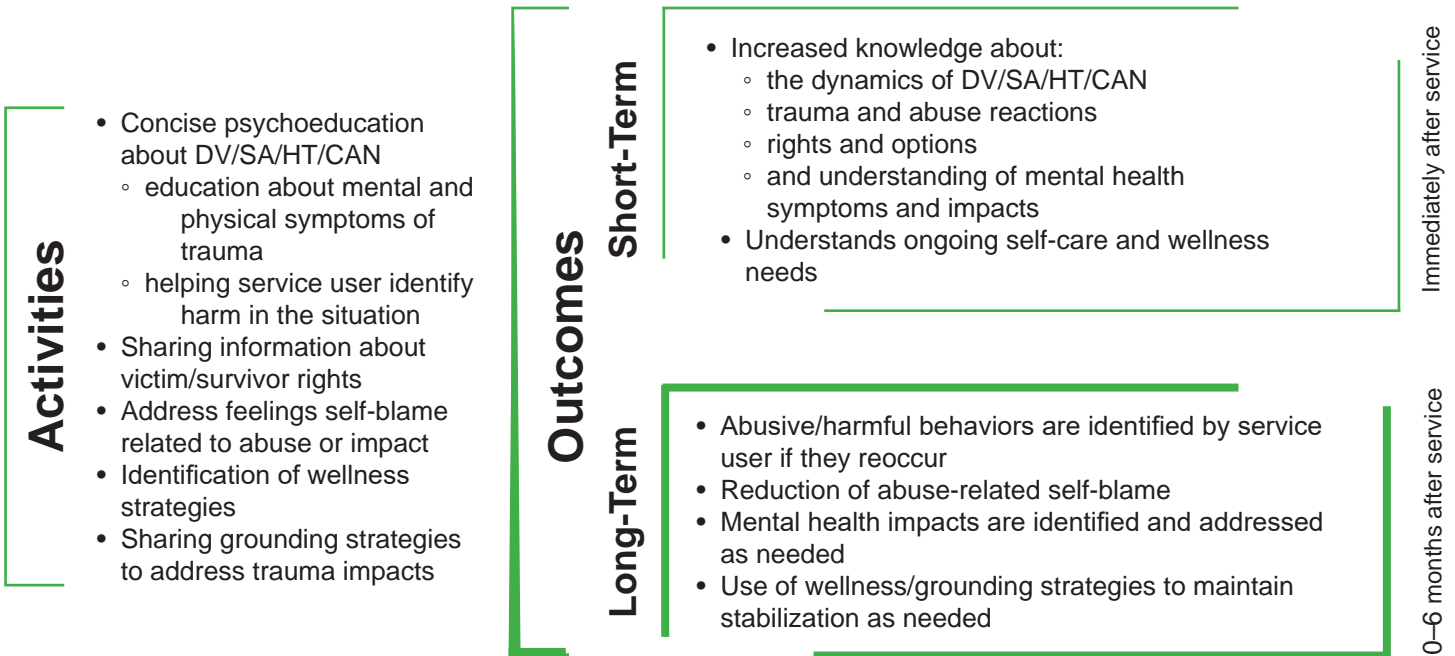 Activities
• Concise psychoeducation
about DV/SA/HT/CAN
◦ education about mental and
physical symptoms of
trauma
◦ helping service user identify
harm in the situation
• Sharing information about
victim/survivor rights
• Address feelings self-blame
related to abuse or impact
• Identification of wellness
strategies
• Sharing grounding strategies
to address trauma impacts
Outcomes
Short-Term
• Increased knowledge about:
◦ the dynamics of DV/SA/HT/CAN
◦ trauma and abuse reactions
◦ rights and options
◦ and understanding of mental health
symptoms and impacts
• Understands ongoing self-care and wellness
needs
Immediately after service
Long-Term
• Abusive/harmful behaviors are identified by service
user if they reoccur
• Reduction of abuse-related self-blame
• Mental health impacts are identified and addressed
as needed
• Use of wellness/grounding strategies to maintain
stabilization as needed
0–6 months after service